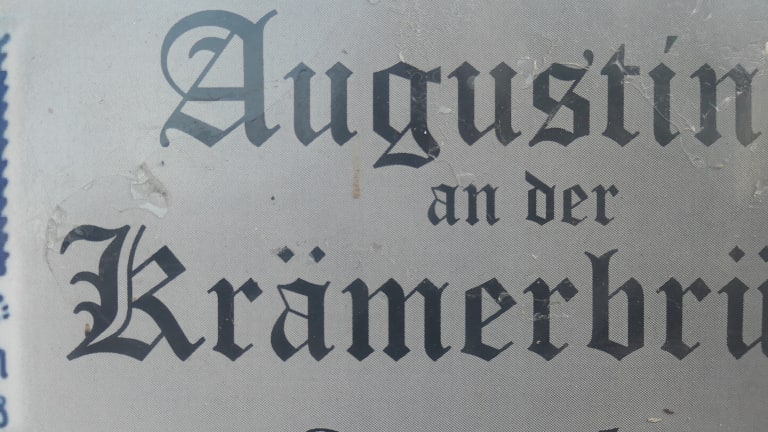 Augustin
an der
Krämerbrü